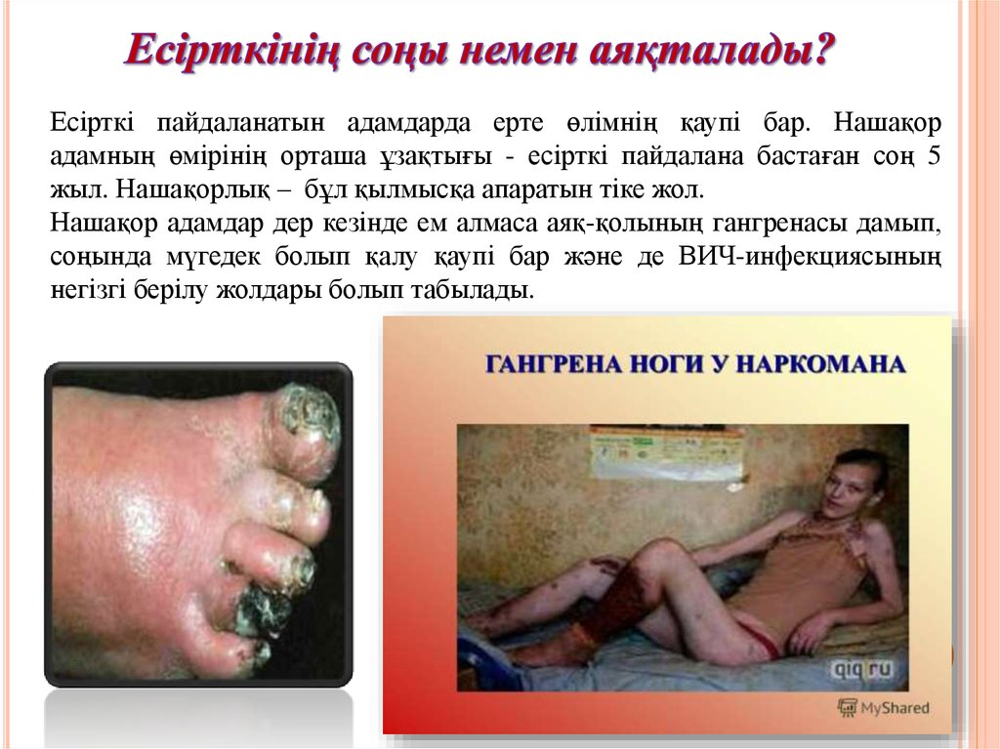 Есірткінің соңы немен аяқталады?
Есірткі пайдаланатын адамдарда ерте өлімнің қаупі бар. Нашақор
адамның өмірінің орташа ұзақтығы - есірткі пайдалана бастаған соң 5
жыл. Нашақорлық – бұл қылмысқа апаратын тіке жол.
Нашақор адамдар дер кезінде ем алмаса аяқ-қолының гангренасы дамып,
соңында мүгедек болып қалу қаупі бар және де ВИЧ-инфекциясының
негізгі берілу жолдары болып табылады.
ГАНГРЕНА НОГИ У НАРКОМАНА
qiq.ru
MyShared